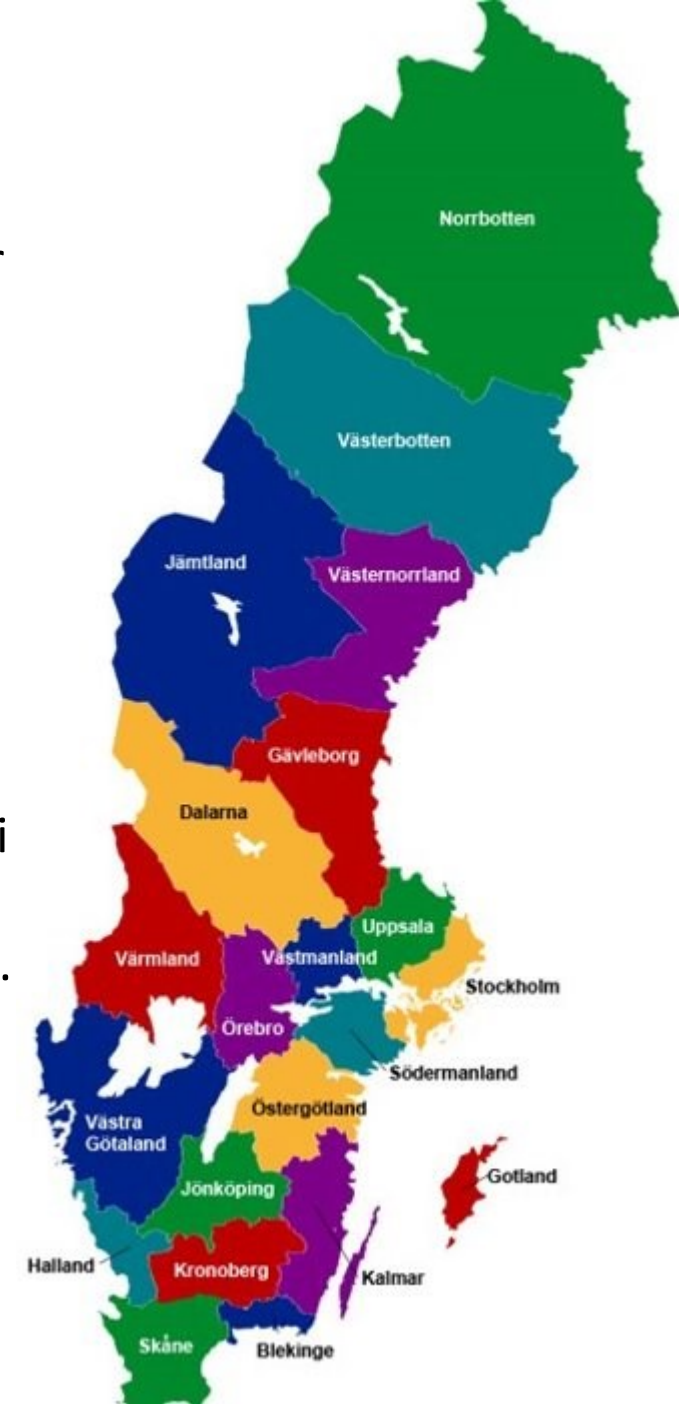 Norrbotten
Västerbotten
Jämtland
Västernorrland
Gävleborg
Dalarna
Uppsala
Värmland
Västmanland
Stockholm
Örebro
Södermanland
Östergötland
Västra
Götaland
Gotland
Jönköping
Halland
Kronoberg
Kalmar
Skåne
Blekinge
i
.